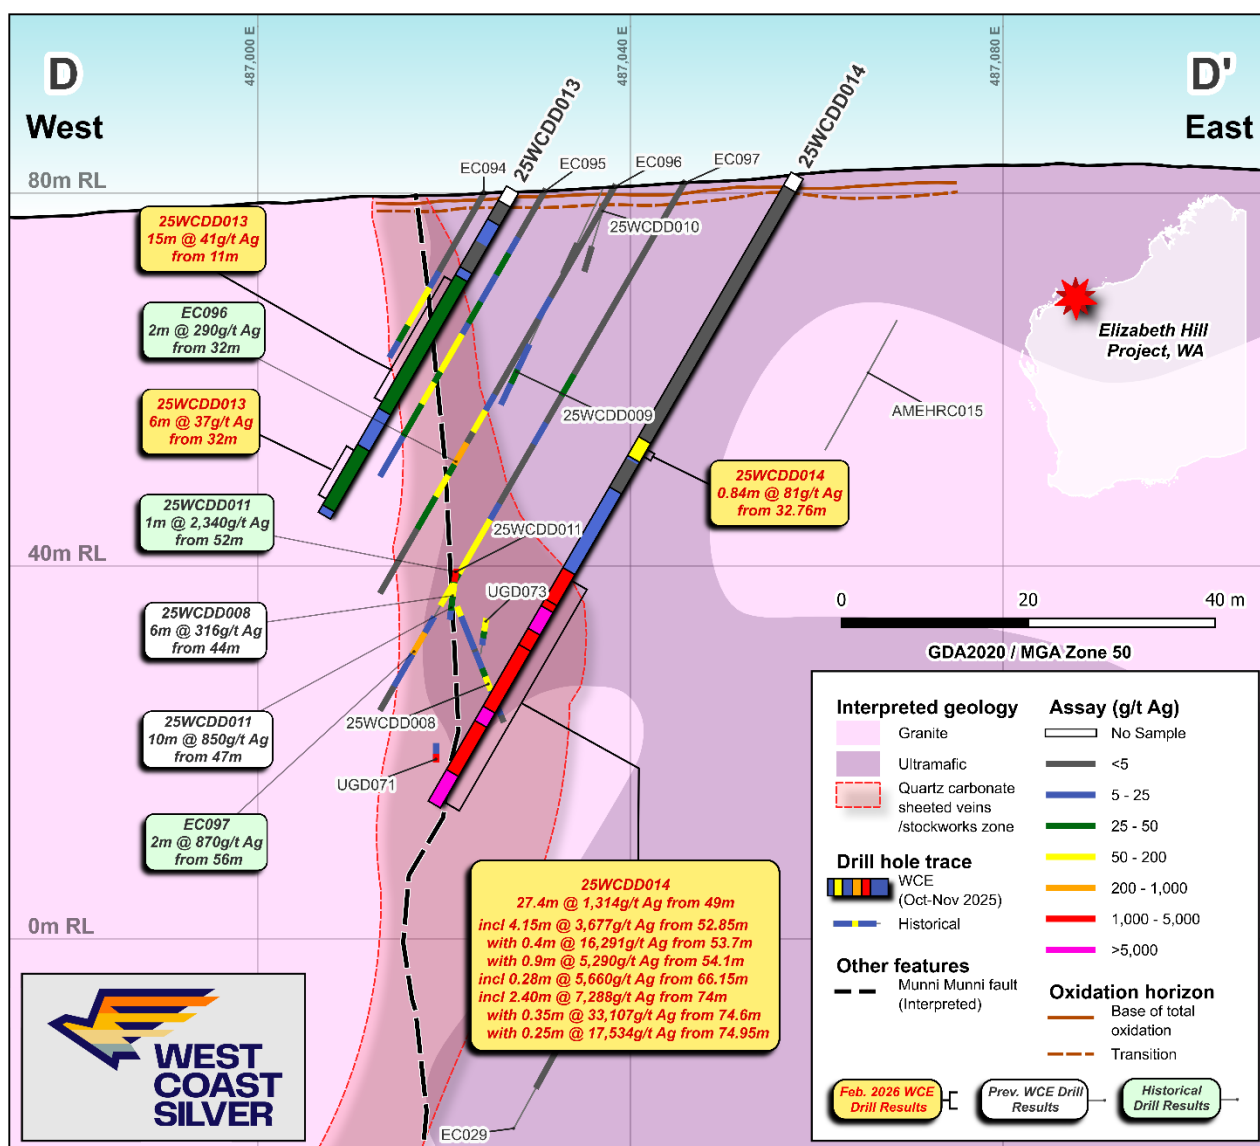 D
West
D'
East
487,000 E
487,040 E
487,080 E
80m RL
40m RL
0m RL
EC094
25WCDD013
EC095
EC096
EC097
25WCDD014
25WCDD010
25WCDD009
25WCDD011
UGD073
25WCDD008
UGD071
AMEHRC015
EC029
25WCDD013
15m @ 41g/t Ag
from 11m
EC096
2m @ 290g/t Ag
from 32m
25WCDD013
6m @ 37g/t Ag
from 32m
25WCDD011
1m @ 2,340g/t Ag
from 52m
25WCDD008
6m @ 316g/t Ag
from 44m
25WCDD011
10m @ 850g/t Ag
from 47m
EC097
2m @ 870g/t Ag
from 56m
25WCDD014
0.84m @ 81g/t Ag
from 32.76m
25WCDD014
27.4m @ 1,314g/t Ag from 49m
incl 4.15m @ 3,677g/t Ag from 52.85m
with 0.4m @ 16,291g/t Ag from 53.7m
with 0.9m @ 5,290g/t Ag from 54.1m
incl 0.28m @ 5,660g/t Ag from 66.15m
incl 2.40m @ 7,288g/t Ag from 74m
with 0.35m @ 33,107g/t Ag from 74.6m
with 0.25m @ 17,534g/t Ag from 74.95m
Elizabeth Hill
Project, WA
0
20
40 m
GDA2020 / MGA Zone 50
Interpreted geology
Granite
Ultramafic
Quartz carbonate
sheeted veins
/stockworks zone
Drill hole trace
WCE
(Oct-Nov 2025)
Historical
Other features
Munni Munni fault
(Interpreted)
Assay (g/t Ag)
No Sample
<5
5 - 25
25 - 50
50 - 200
200 - 1,000
1,000 - 5,000
>5,000
Oxidation horizon
Base of total
oxidation
Transition
Feb. 2026 WCE
Drill Results
Prev. WCE Drill
Results
Historical
Drill Results
WEST
COAST
SILVER